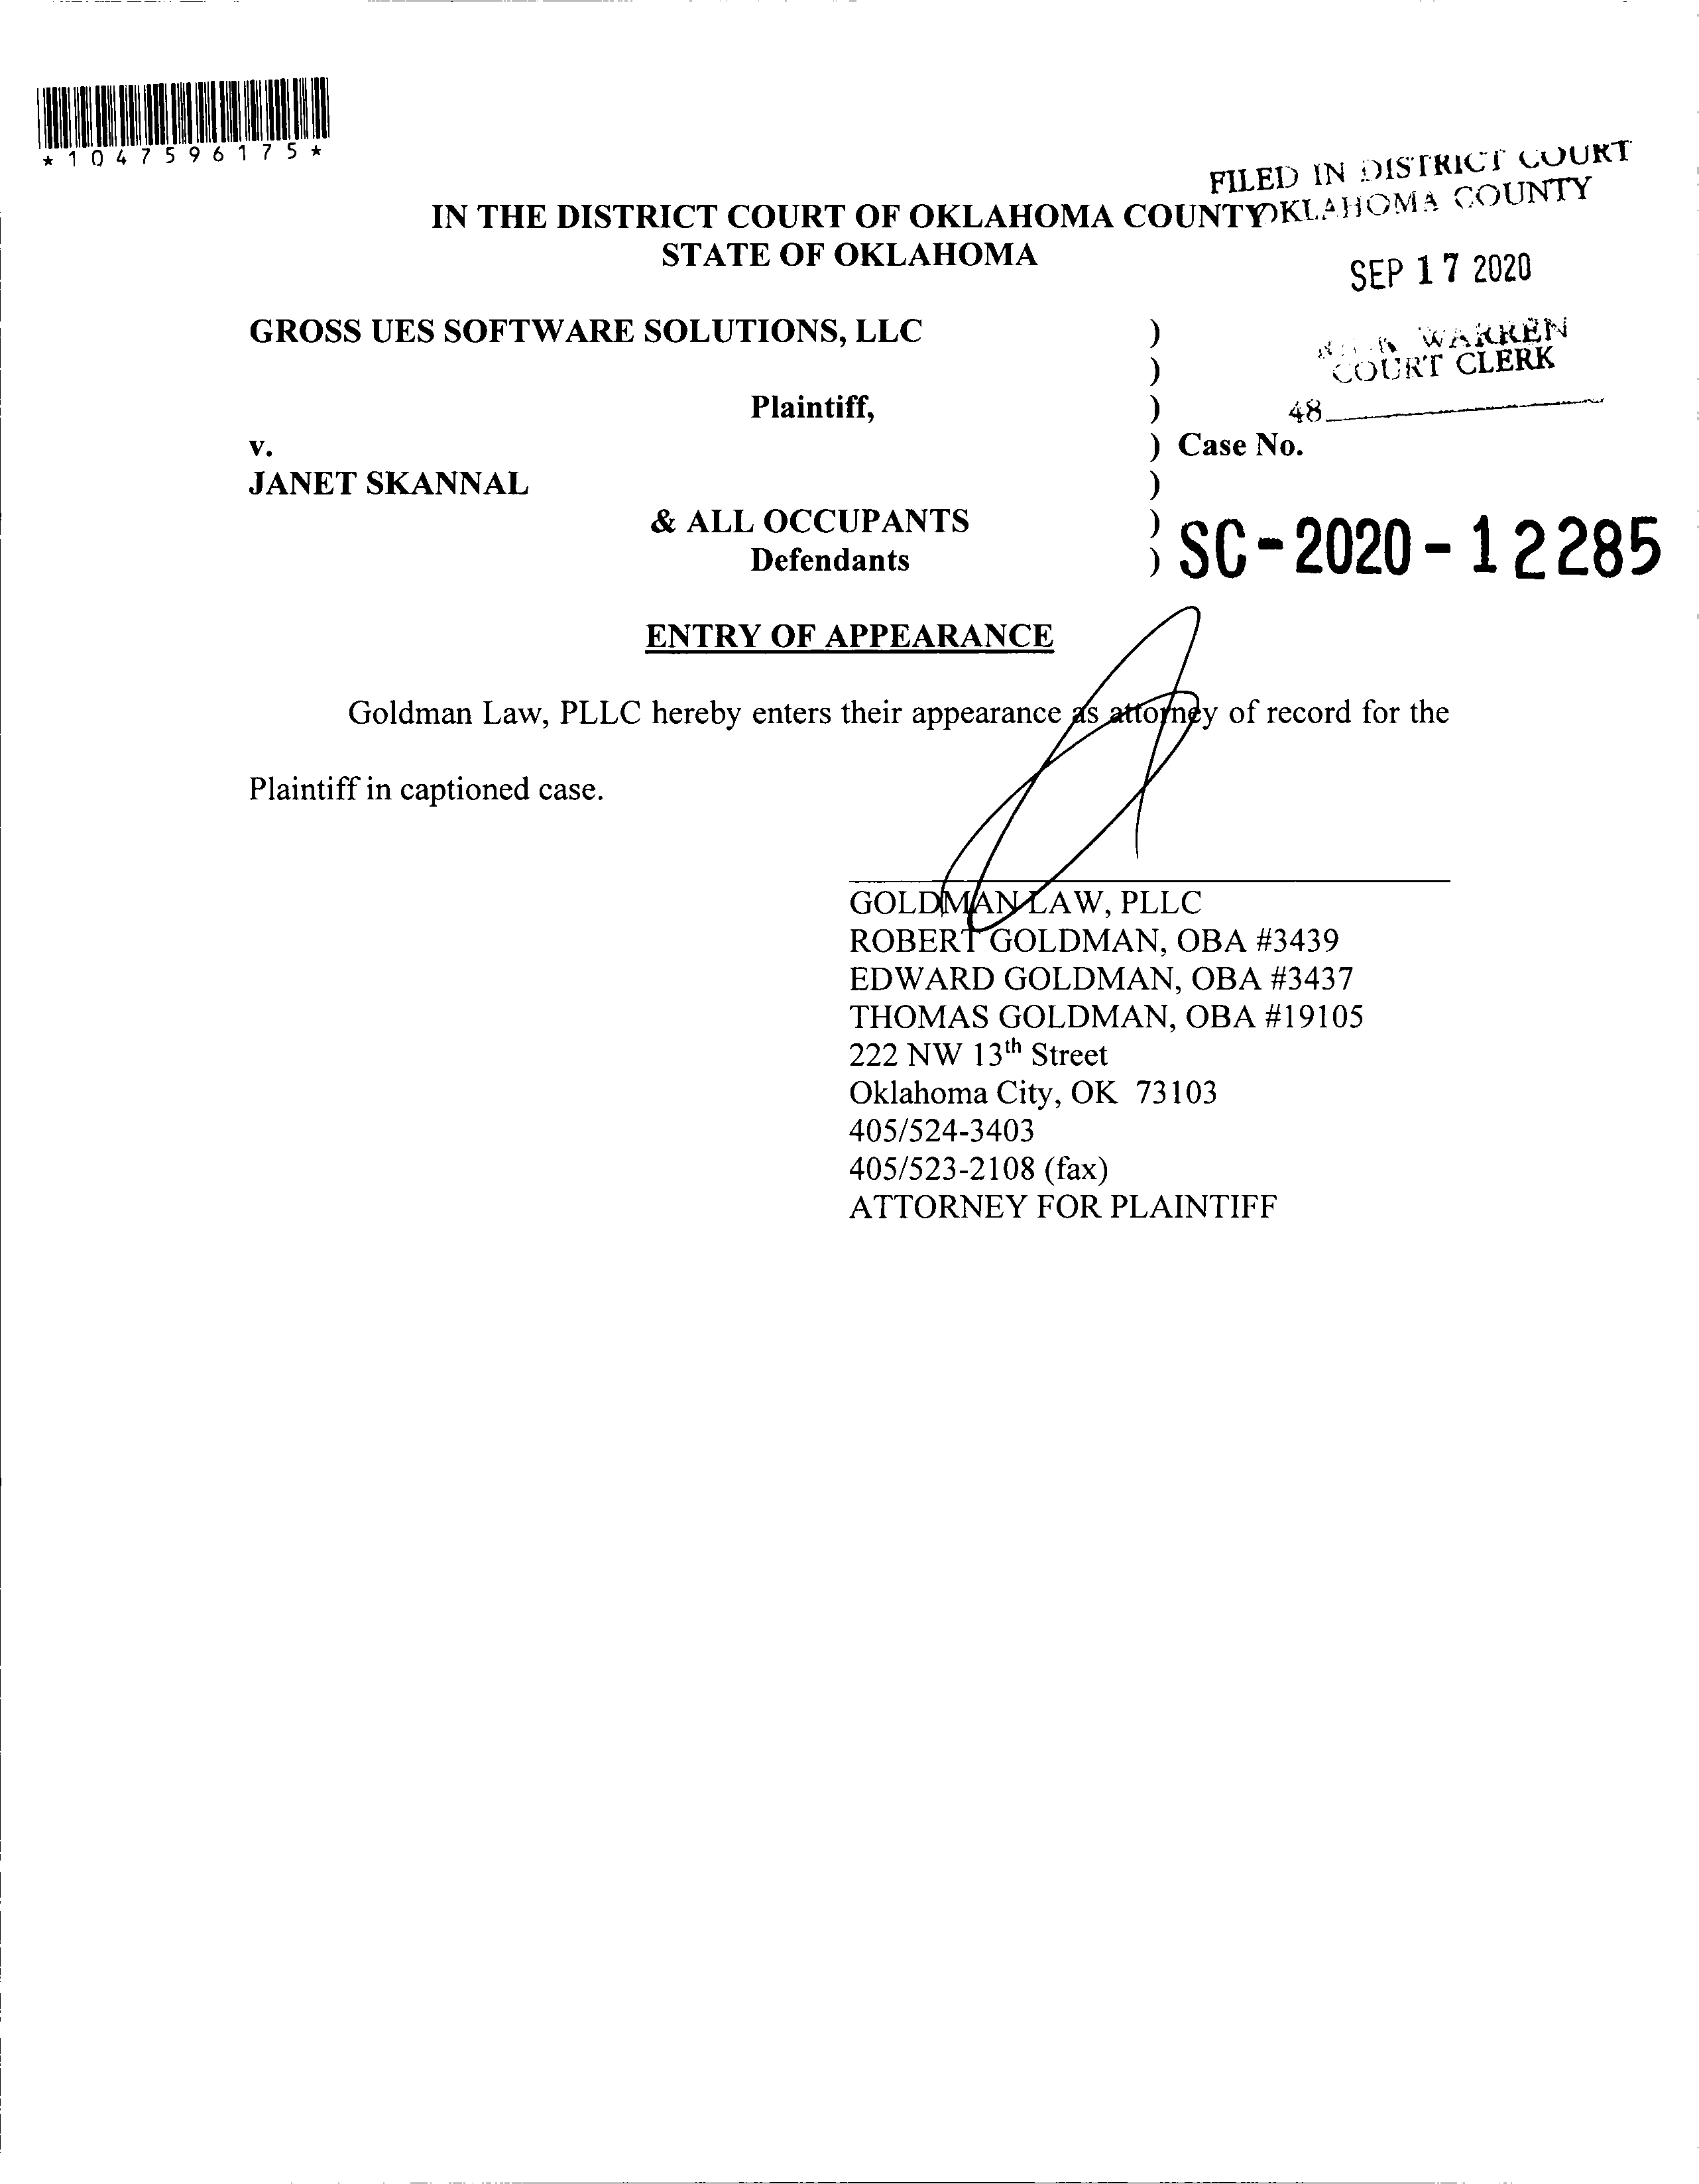 *1047596175*
FILED IN DISTRICT COURT
OKLAHOMA COUNTY
IN THE DISTRICT COURT OF OKLAHOMA COUNTY
STATE OF OKLAHOMA
SEP 17 2020
GROSS UES SOFTWARE SOLUTIONS, LLC )
WARREN
COURT CLERK
)
Plaintiff, )
48
v. ) Case No.
JANET SKANNAL )
& ALL OCCUPANTS )
Defendants ) SC-2020-12285
ENTRY OF APPEARANCE
Goldman Law, PLLC hereby enters their appearance as attorney of record for the
Plaintiff in captioned case.
GOLDMAN LAW, PLLC
ROBERT GOLDMAN, OBA #3439
EDWARD GOLDMAN, OBA #3437
THOMAS GOLDMAN, OBA #19105
222 NW 13th Street
Oklahoma City, OK 73103
405/524-3403
405/523-2108 (fax)
ATTORNEY FOR PLAINTIFF